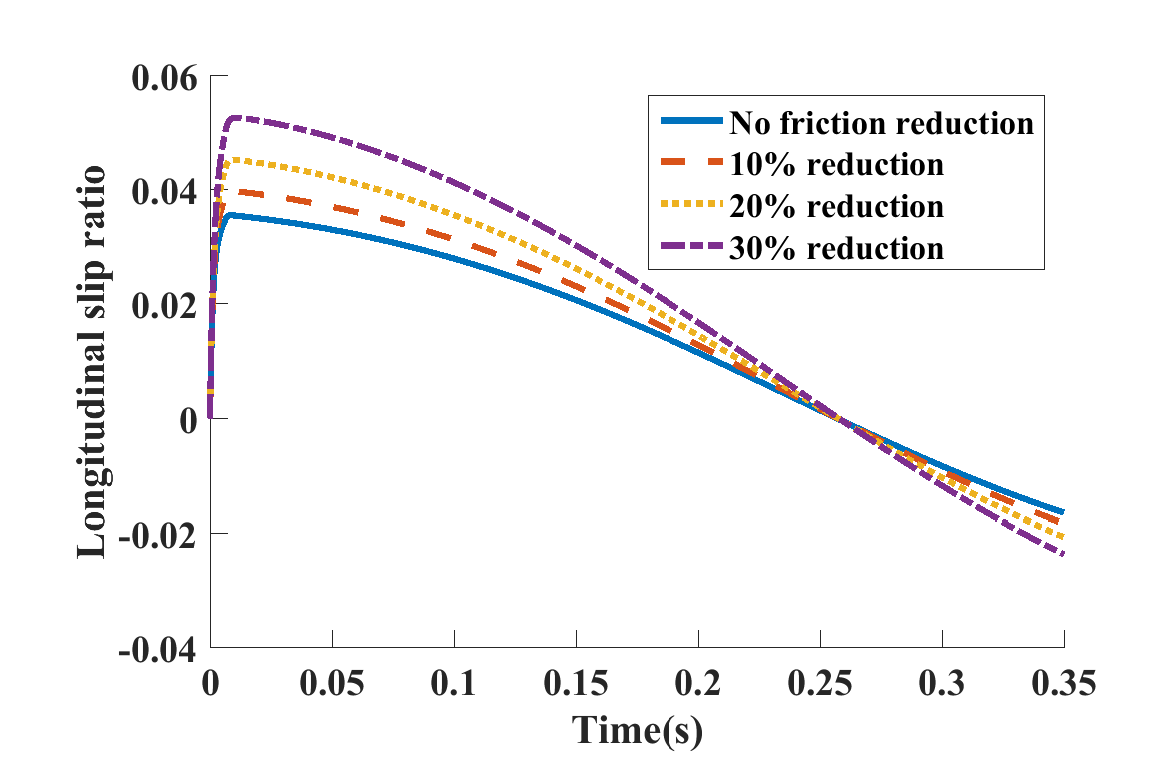 0.06
0.04
0.02
0
-0.02
-0.04
Longitudinal slip ratio
No friction reduction
10% reduction
20% reduction
30% reduction
0 0.05 0.1 0.15 0.2 0.25 0.3 0.35
Time(s)